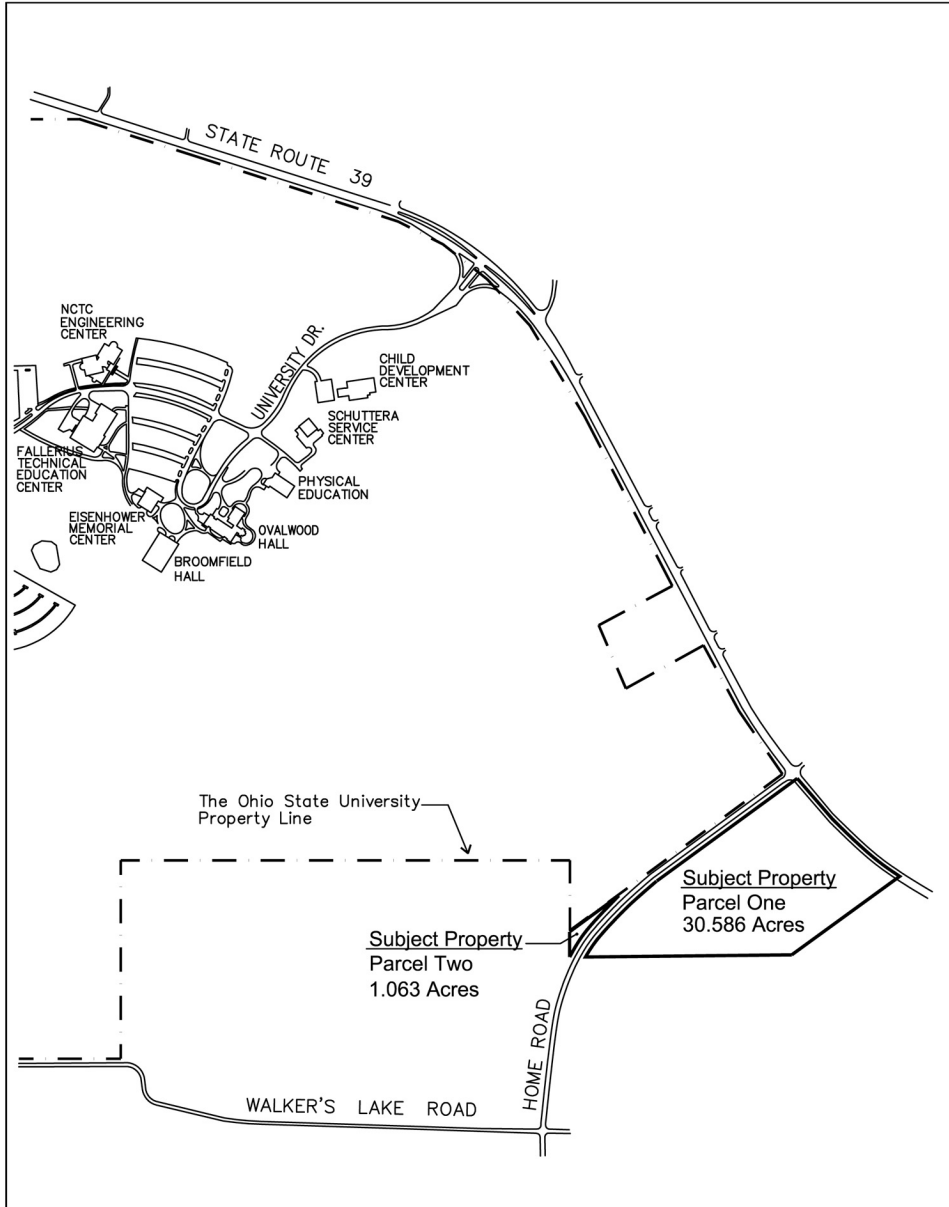 STATE ROUTE 39
NCTC
ENGINEERING
CENTER
UNIVERSITY DR.
CHILD
DEVELOPMENT
CENTER
SCHUTTERA
SERVICE
CENTER
FALLERIUS
TECHNICAL
EDUCATION
CENTER
PHYSICAL
EDUCATION
EISENHOWER
MEMORIAL
CENTER
OVALWOOD
HALL
BROOMFIELD
HALL
The Ohio State University
Property Line
Subject Property
Parcel One
30.586 Acres
Subject Property
Parcel Two
1.063 Acres
HOME ROAD
WALKER'S LAKE ROAD